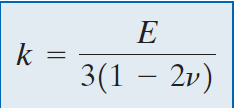 k = E / 3(1 − 2ν)